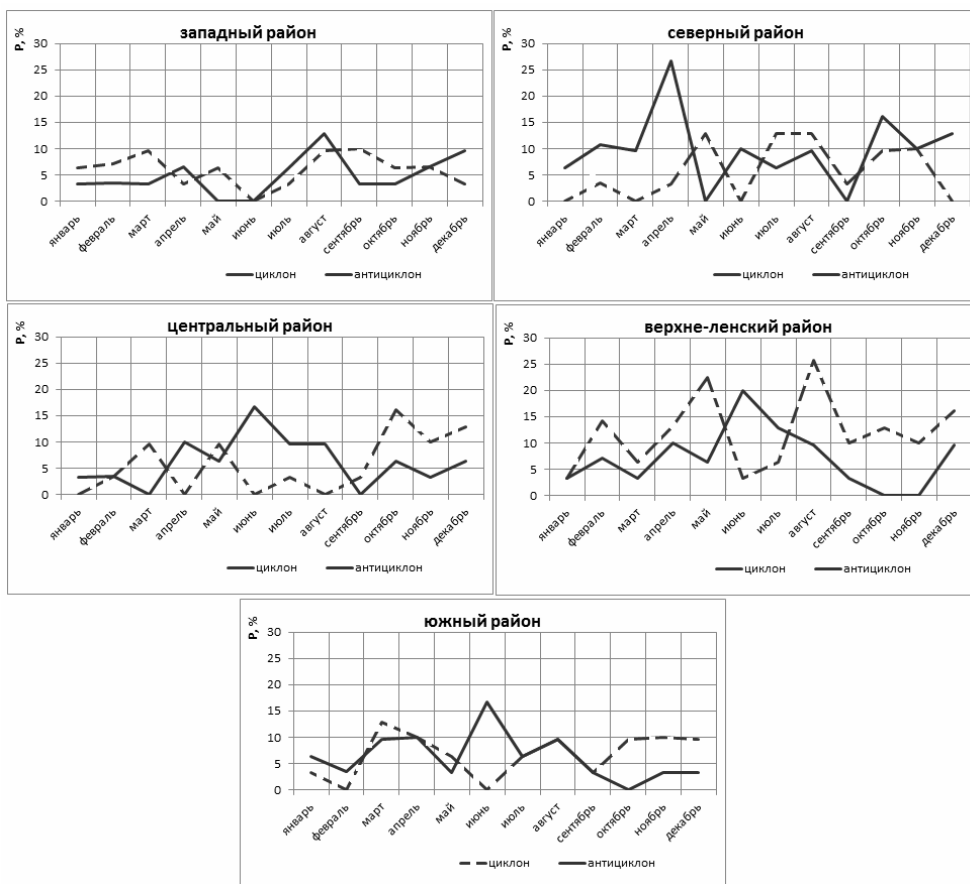 западный район
P, %
30
25
20
15
10
5
0
январь февраль март апрель май июнь июль август сентябрь октябрь ноябрь декабрь
циклон антициклон
северный район
P, %
30
25
20
15
10
5
0
январь февраль март апрель май июнь июль август сентябрь октябрь ноябрь декабрь
циклон антициклон
центральный район
P, %
30
25
20
15
10
5
0
январь февраль март апрель май июнь июль август сентябрь октябрь ноябрь декабрь
циклон антициклон
верхне-ленский район
P, %
30
25
20
15
10
5
0
январь февраль март апрель май июнь июль август сентябрь октябрь ноябрь декабрь
циклон антициклон
южный район
P, %
30
25
20
15
10
5
0
январь февраль март апрель май июнь июль август сентябрь октябрь ноябрь декабрь
циклон антициклон